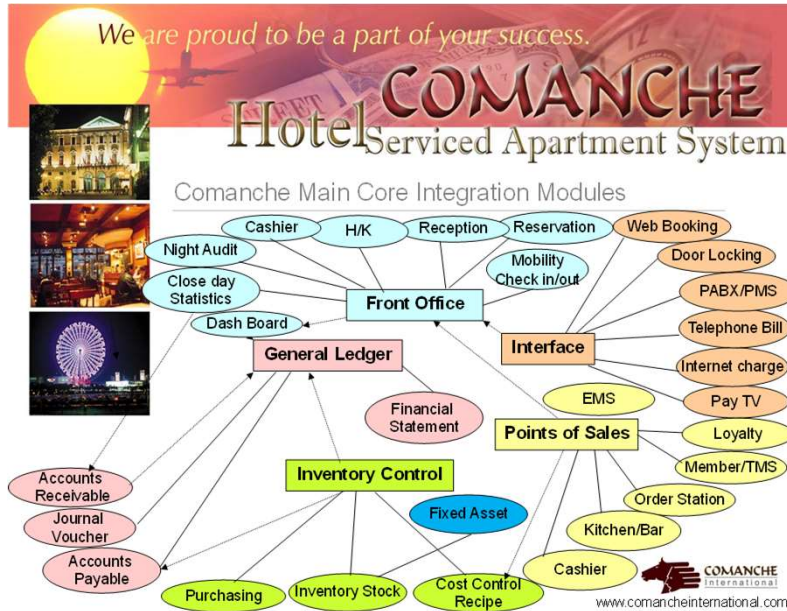 We are proud to be a part of your success.
COMANCHE
Hotel Serviced Apartment System
Comanche Main Core Integration Modules
Cashier
H/K
Reception
Reservation
Web Booking
Night Audit
Mobility
Check in/out
Door Locking
Close day
Statistics
Front Office
PABX/PMS
Dash Board
Telephone Bill
General Ledger
Interface
Internet charge
Financial
Statement
EMS
Pay TV
Points of Sales
Loyalty
Member/TMS
Accounts
Receivable
Inventory Control
Order Station
Journal
Voucher
Fixed Asset
Kitchen/Bar
Accounts
Payable
Cashier
Purchasing
Inventory Stock
Cost Control
Recipe
COMANCHE
International
www.comancheinternational.com